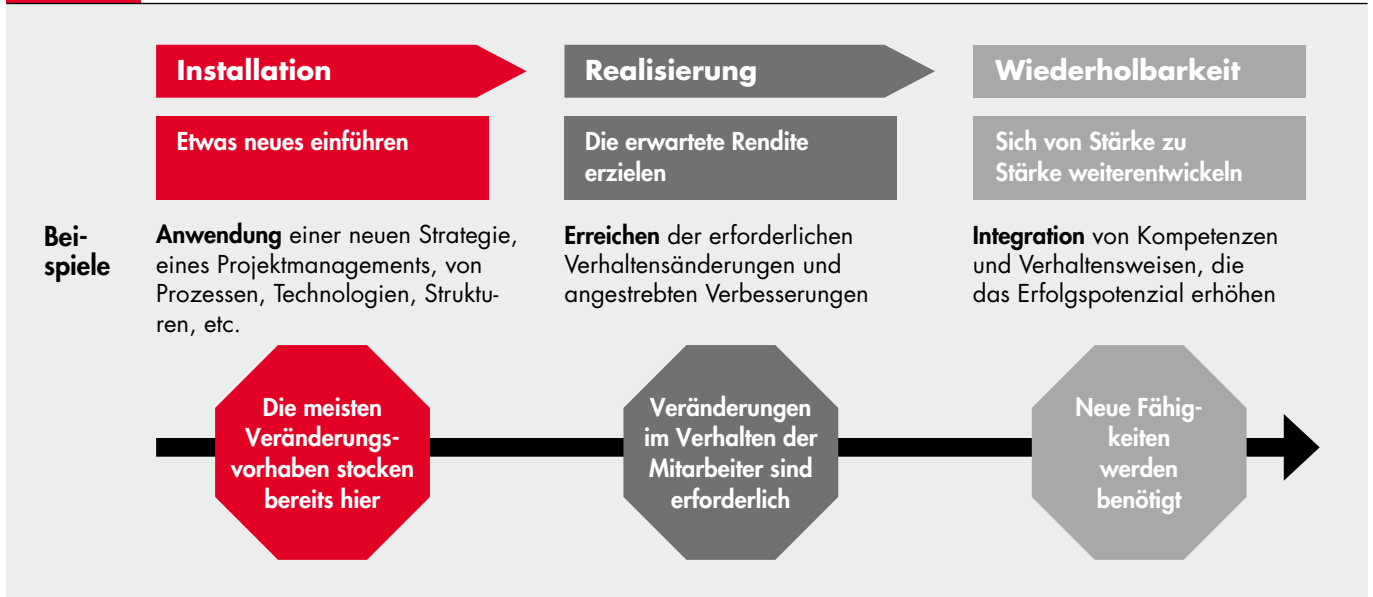 Installation
Realisierung
Wiederholbarkeit
Etwas neues einführen
Die erwartete Rendite
erzielen
Sich von Stärke zu
Stärke weiterentwickeln
Bei-
spiele
Anwendung einer neuen Strategie,
eines Projektmanagements, von
Prozessen, Technologien, Struktu-
ren, etc.
Erreichen der erforderlichen
Verhaltensänderungen und
angestrebten Verbesserungen
Integration von Kompetenzen
und Verhaltensweisen, die
das Erfolgspotenzial erhöhen
Die meisten
Veränderungs-
vorhaben stocken
bereits hier
Veränderungen
im Verhalten der
Mitarbeiter sind
erforderlich
Neue Fähig-
keiten
werden
benötigt